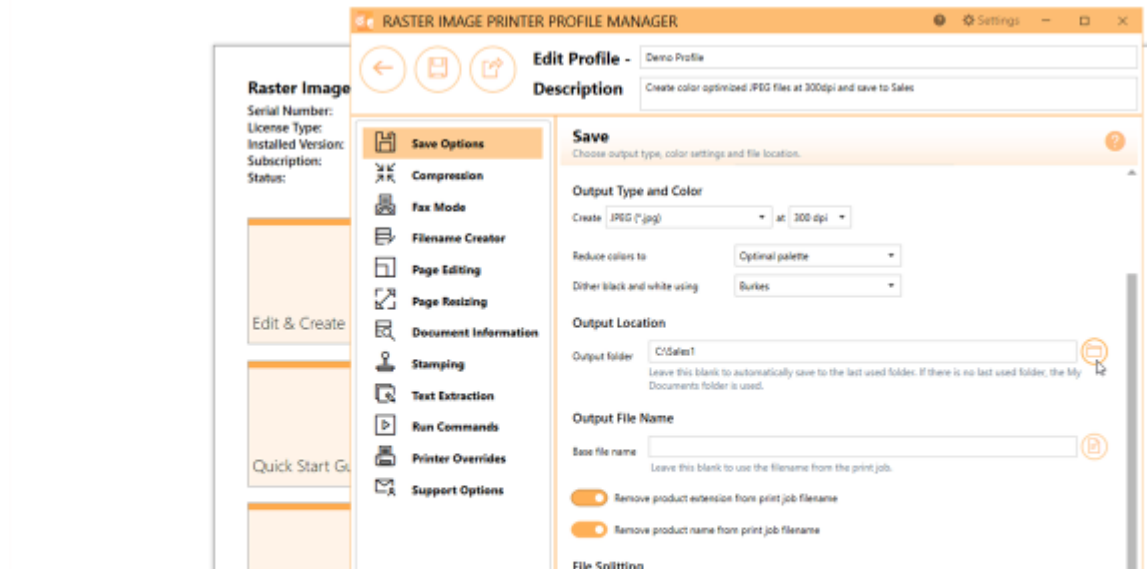 RASTER IMAGE PRINTER PROFILE MANAGER
Settings
Edit Profile - Demo Profile
Description Create color optimized JPEG files at 300dpi and save to Sales
Raster Image
Serial Number:
License Type:
Installed Version:
Subscription:
Status:
Edit & Create
Quick Start Gu
Save Options
Compression
Fax Mode
Filename Creator
Page Editing
Page Resizing
Document Information
Stamping
Text Extraction
Run Commands
Printer Overrides
Support Options
Save
Choose output type, color settings and file location.
Output Type and Color
Create JPEG (*.jpg) at 300 dpi
Reduce colors to Optimal palette
Dither black and white using Burkes
Output Location
Output folder C:\Sales1
Leave this blank to automatically save to the last used folder. If there is no last used folder, the My
Documents folder is used.
Output File Name
Base file name
Leave this blank to use the filename from the print job.
Remove product extension from print job filename
Remove product name from print job filename
File Splitting